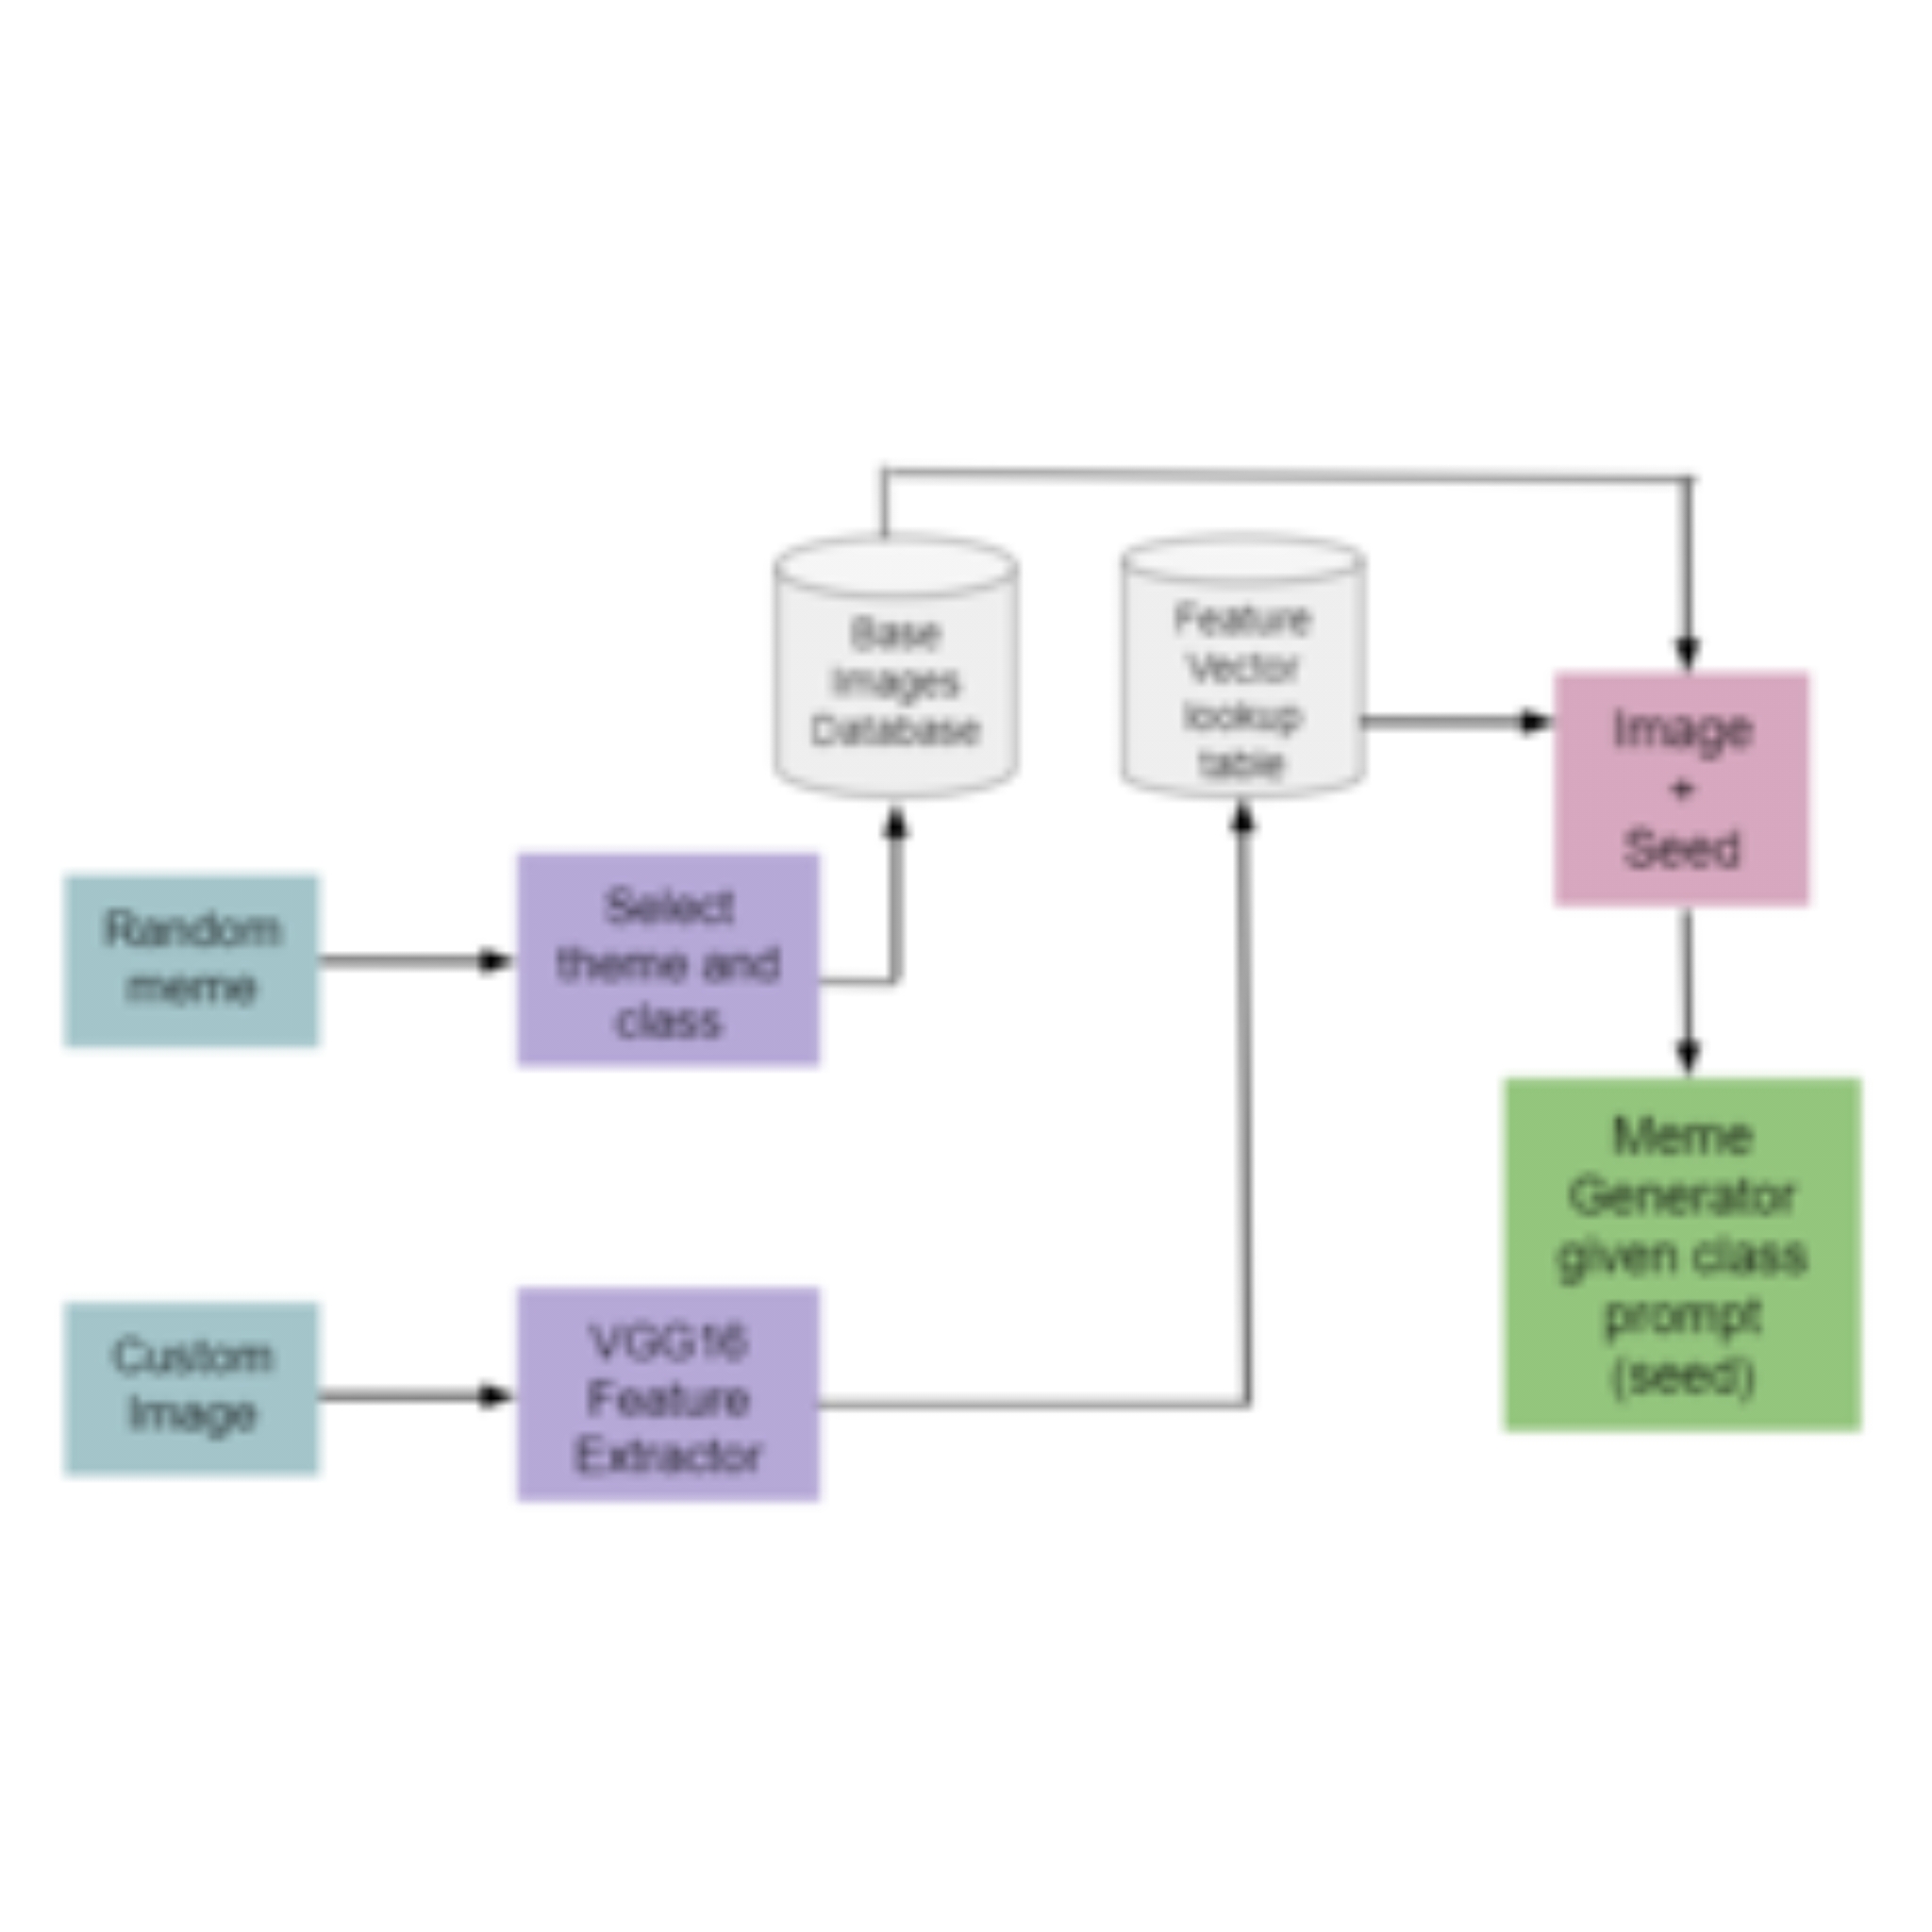 Base
Images
Database
Feature
Vector
lookup
table
Image
+
Seed
Random
meme
Select
theme and
class
Meme
Generator
given class
prompt
(seed)
Custom
Image
VGG16
Feature
Extractor